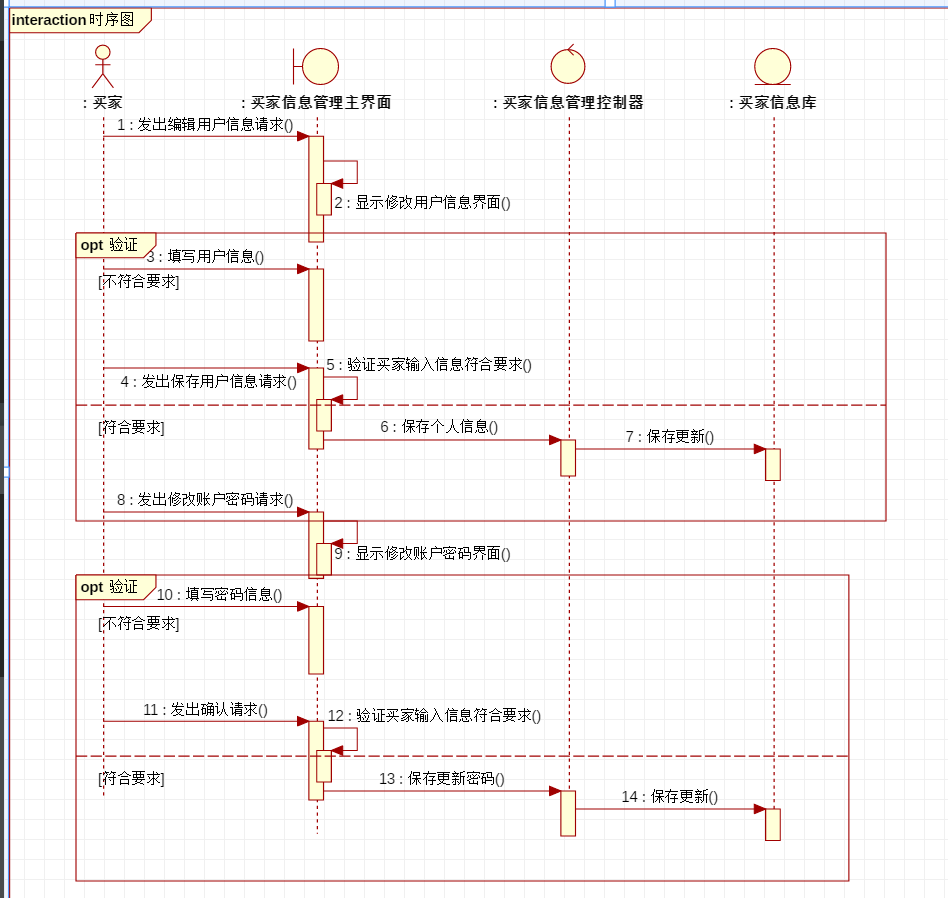 interaction 时序图
: 买家
: 买家信息管理主界面
: 买家信息管理控制器
: 买家信息库
1 : 发出编辑用户信息请求()
2 : 显示修改用户信息界面()
opt 验证
3 : 填写用户信息()
[不符合要求]
5 : 验证买家输入信息符合要求()
4 : 发出保存用户信息请求()
[符合要求]
6 : 保存个人信息()
7 : 保存更新()
8 : 发出修改账户密码请求()
9 : 显示修改账户密码界面()
opt 验证
10 : 填写密码信息()
[不符合要求]
11 : 发出确认请求()
12 : 验证买家输入信息符合要求()
[符合要求]
13 : 保存更新密码()
14 : 保存更新()